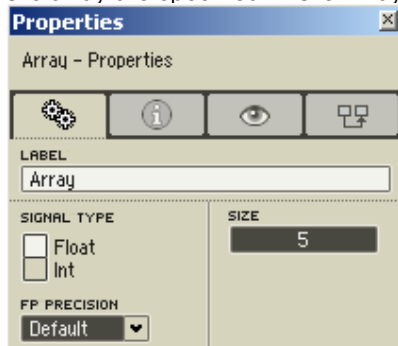 Properties
Array – Properties
LABEL
Array
SIGNAL TYPE
Float
Int
SIZE
5
FP PRECISION
Default